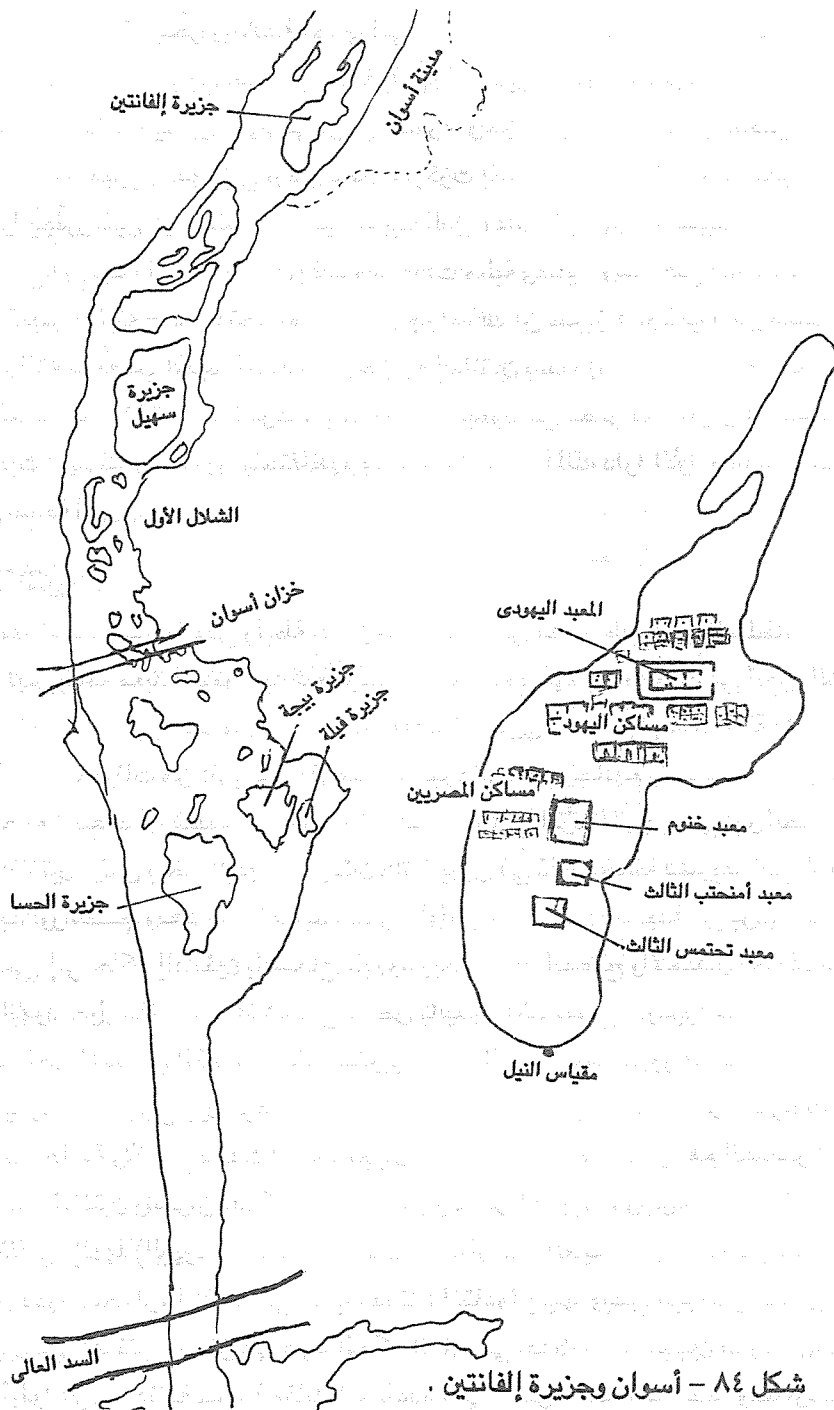 مدينة أسوان
جزيرة إلفانتين
جزيرة
سهيل
الشلال الأول
خزان أسوان
جزيرة بيجة
جزيرة فيلة
جزيرة الحسا
السد العالى
المعبد اليهودى
مساكن اليهود
مساكن المصريين
معبد خنوم
معبد أمنحتب الثالث
معبد تحتمس الثالث
مقياس النيل
شكل ٨٤ – أسوان وجزيرة إلفانتين .